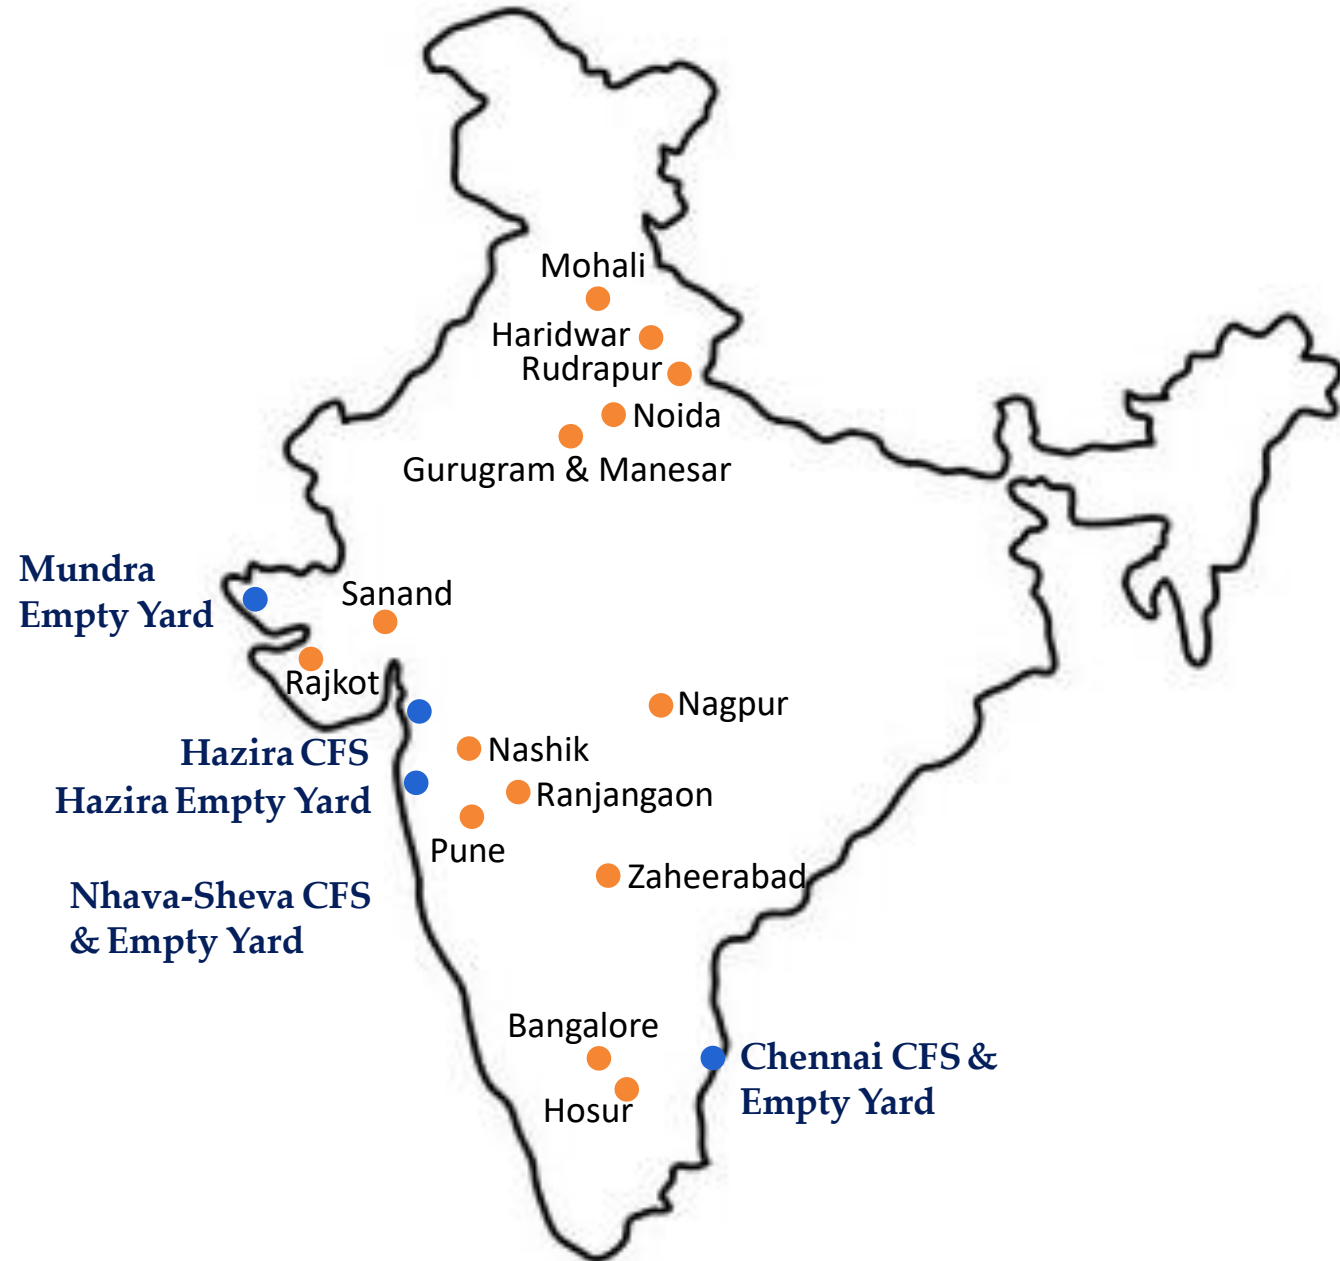 Mohali
Haridwar
Rudrapur
Noida
Gurugram & Manesar
Mundra
Empty Yard
Sanand
Rajkot
Nagpur
Hazira CFS
Hazira Empty Yard
Nashik
Ranjangaon
Pune
Zaheerabad
Nhava-Sheva CFS
& Empty Yard
Bangalore
Hosur
Chennai CFS &
Empty Yard